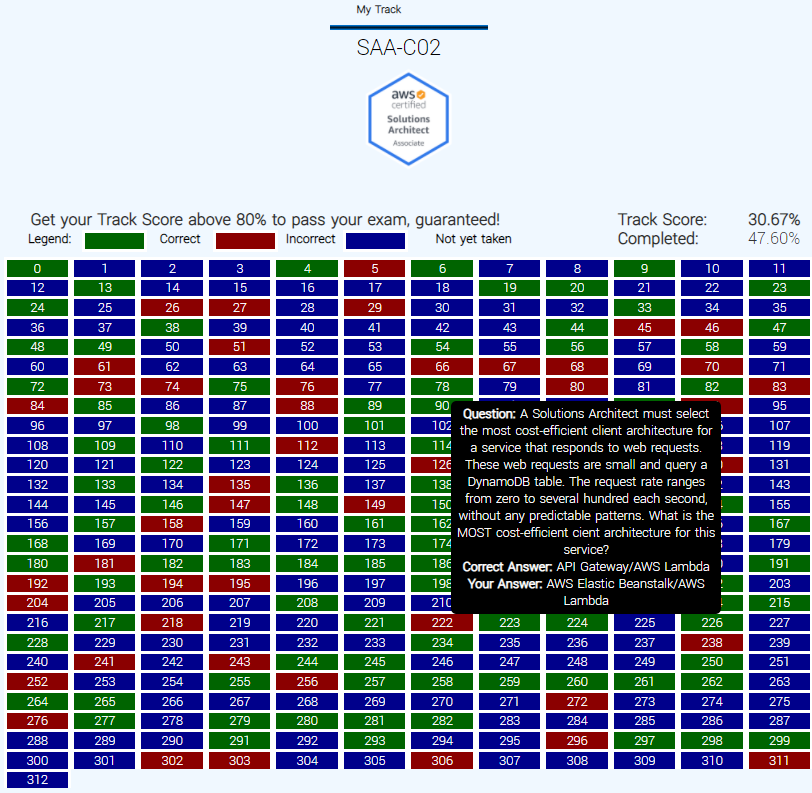 My Track
SAA-C02
aws
certified
Solutions
Architect
Associate
Get your Track Score above 80% to pass your exam, guaranteed!
Track Score: 30.67%
Legend: Correct Incorrect Not yet taken
Completed: 47.60%
0 1 2 3 4 5 6 7 8 9 10 11
12 13 14 15 16 17 18 19 20 21 22 23
24 25 26 27 28 29 30 31 32 33 34 35
36 37 38 39 40 41 42 43 44 45 46 47
48 49 50 51 52 53 54 55 56 57 58 59
60 61 62 63 64 65 66 67 68 69 70 71
72 73 74 75 76 77 78 79 80 81 82 83
84 85 86 87 88 89 90 95
96 97 98 99 100 101 102 107
108 109 110 111 112 113 114 119
120 121 122 123 124 125 126 131
132 133 134 135 136 137 138 143
144 145 146 147 148 149 150 155
156 157 158 159 160 161 162 167
168 169 170 171 172 173 174 179
180 181 182 183 184 185 186 191
192 193 194 195 196 197 198 203
204 205 206 207 208 209 210 215
216 217 218 219 220 221 222 223 224 225 226 227
228 229 230 231 232 233 234 235 236 237 238 239
240 241 242 243 244 245 246 247 248 249 250 251
252 253 254 255 256 257 258 259 260 261 262 263
264 265 266 267 268 269 270 271 272 273 274 275
276 277 278 279 280 281 282 283 284 285 286 287
288 289 290 291 292 293 294 295 296 297 298 299
300 301 302 303 304 305 306 307 308 309 310 311
312
Question: A Solutions Architect must select
the most cost-efficient client architecture for
a service that responds to web requests.
These web requests are small and query a
DynamoDB table. The request rate ranges
from zero to several hundred each second,
without any predictable patterns. What is the
MOST cost-efficient cient architecture for this
service?
Correct Answer: API Gateway/AWS Lambda
Your Answer: AWS Elastic Beanstalk/AWS
Lambda